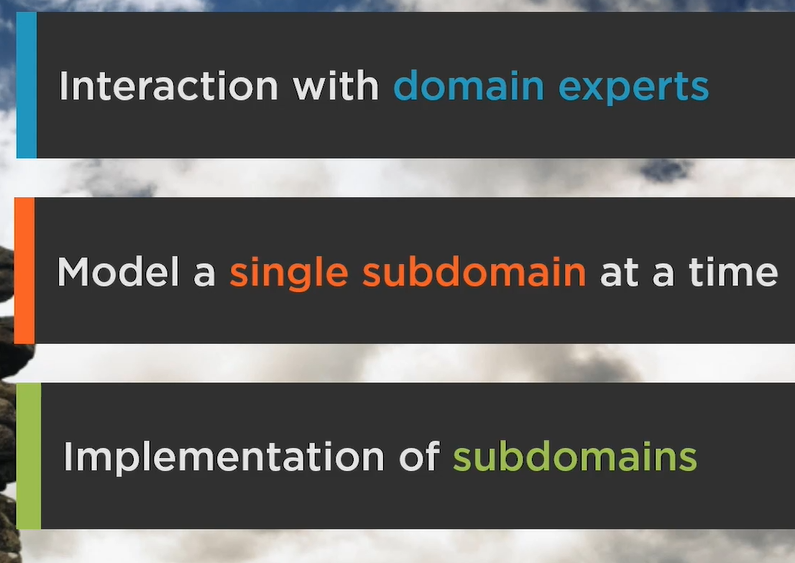 Interaction with domain experts
Model a single subdomain at a time
Implementation of subdomains